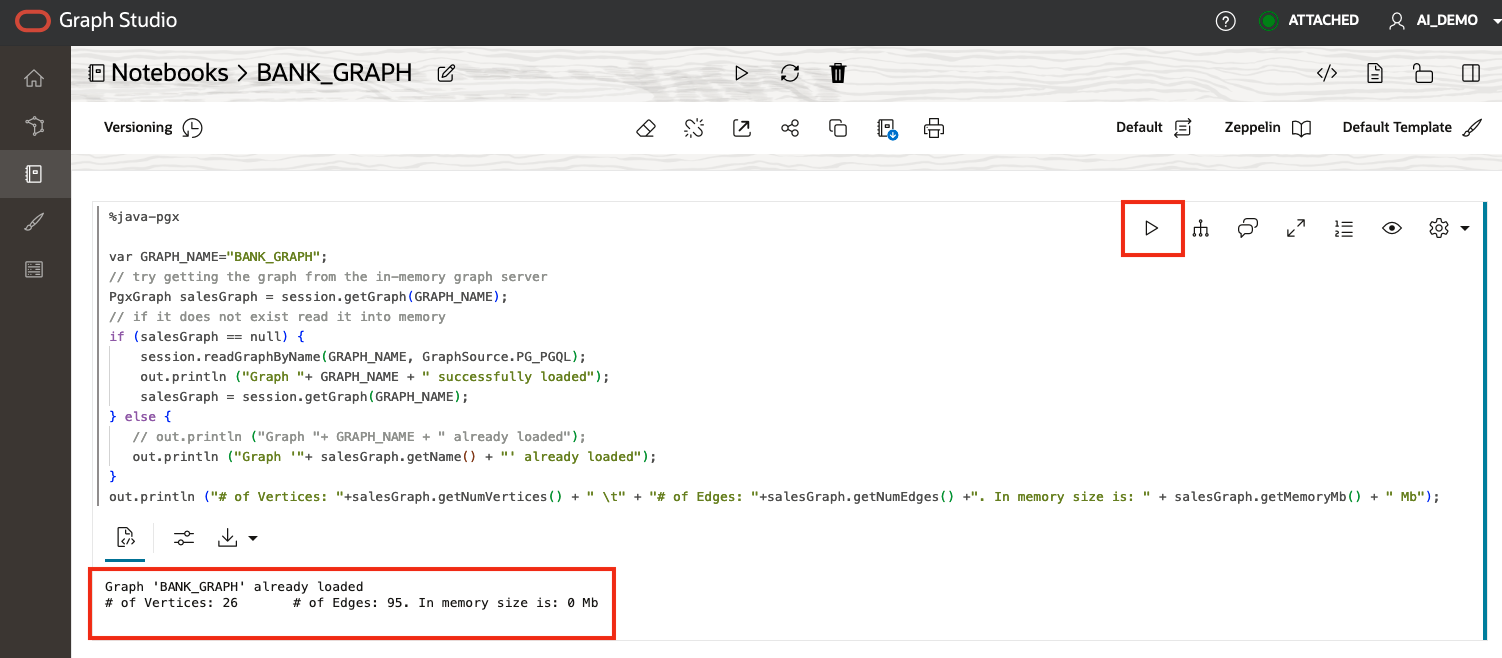 Graph Studio
ATTACHED
AI_DEMO
Notebooks > BANK_GRAPH
Versioning
Default
Zeppelin
Default Template
%java-pgx
var GRAPH_NAME="BANK_GRAPH";
// try getting the graph from the in-memory graph server
PgxGraph salesGraph = session.getGraph(GRAPH_NAME);
// if it does not exist read it into memory
if (salesGraph == null) {
    session.readGraphByName(GRAPH_NAME, GraphSource.PG_PGQL);
    out.println ("Graph "+ GRAPH_NAME + " successfully loaded");
    salesGraph = session.getGraph(GRAPH_NAME);
} else {
   // out.println ("Graph "+ GRAPH_NAME + " already loaded");
   out.println ("Graph '"+ salesGraph.getName() + "' already loaded");
}
out.println ("# of Vertices: "+salesGraph.getNumVertices() + " \t" + "# of Edges: "+salesGraph.getNumEdges() +". In memory size is: " + salesGraph.getMemoryMb() + " Mb");
Graph 'BANK_GRAPH' already loaded
# of Vertices: 26       # of Edges: 95. In memory size is: 0 Mb